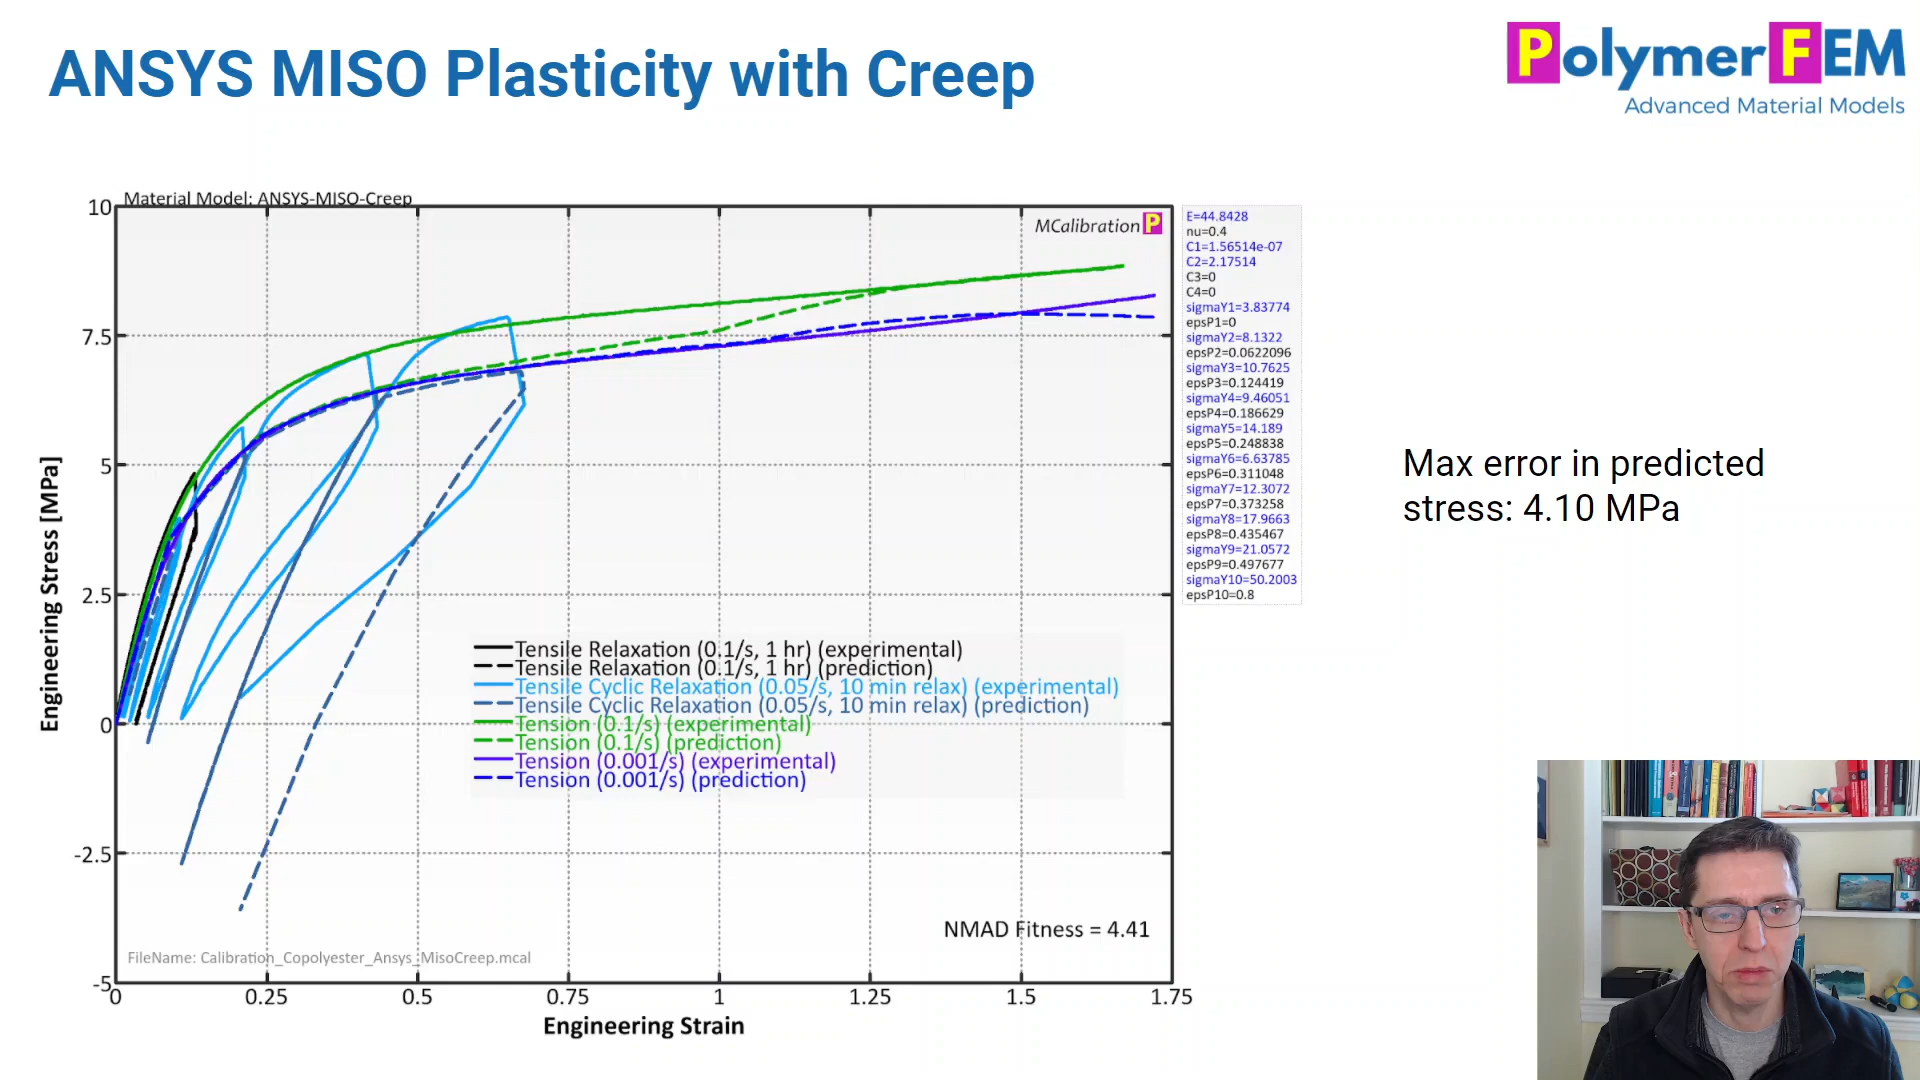 ANSYS MISO Plasticity with Creep
PolymerFEM
Advanced Material Models
Material Model: ANSYS-MISO-Creep
MCalibration P
10
7.5
5
2.5
0
-2.5
-5
Engineering Stress [MPa]
0
0.25
0.5
0.75
1
1.25
1.5
1.75
Engineering Strain
Tensile Relaxation (0.1/s, 1 hr) (experimental)
Tensile Relaxation (0.1/s, 1 hr) (prediction)
Tensile Cyclic Relaxation (0.05/s, 10 min relax) (experimental)
Tensile Cyclic Relaxation (0.05/s, 10 min relax) (prediction)
Tension (0.1/s) (experimental)
Tension (0.1/s) (prediction)
Tension (0.001/s) (experimental)
Tension (0.001/s) (prediction)
NMAD Fitness = 4.41
FileName: Calibration_Copolyester_Ansys_MisoCreep.mcal
E=44.8428
nu=0.4
C1=1.56514e-07
C2=2.17514
C3=0
C4=0
sigmaY1=3.83774
epsP1=0
sigmaY2=8.1322
epsP2=0.0622096
sigmaY3=10.7625
epsP3=0.124419
sigmaY4=9.46051
epsP4=0.186629
sigmaY5=14.189
epsP5=0.248838
sigmaY6=6.63785
epsP6=0.311048
sigmaY7=12.3072
epsP7=0.373258
sigmaY8=17.9663
epsP8=0.435467
sigmaY9=21.0572
epsP9=0.497677
sigmaY10=50.2003
epsP10=0.8
Max error in predicted
stress: 4.10 MPa